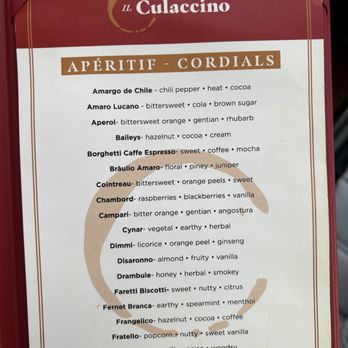 IL Culaccino
APÉRITIF - CORDIALS
Amargo de Chile - chili pepper • heat • cocoa
Amaro Lucano - bittersweet • cola • brown sugar
Aperol- bittersweet orange • gentian • rhubarb
Baileys- hazelnut • cocoa • cream
Borghetti Caffe Espresso- sweet • coffee • mocha
Bràulio Amaro- floral • piney • juniper
Cointreau- bittersweet • orange peels • sweet
Chambord- raspberries • blackberries • vanilla
Campari- bitter orange • gentian • angostura
Cynar- vegetal • earthy • herbal
Dimmi- licorice • orange peel • ginseng
Disaronno- almond • fruity • vanilla
Drambule- honey • herbal • smokey
Faretti Biscotti- sweet • nutty • citrus
Fernet Branca- earthy • spearmint • menthol
Frangelico- hazelnut • cocoa • coffee
Fratello- popcorn • nutty • sweet vanilla